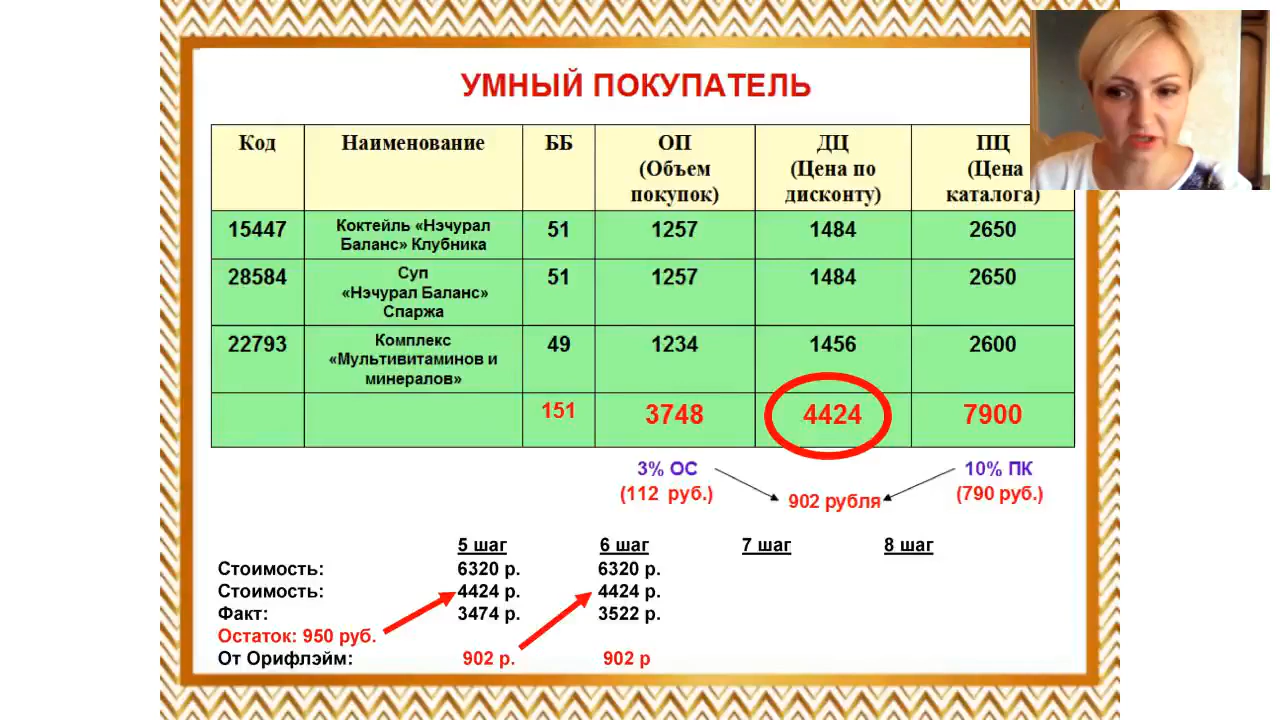 УМНЫЙ ПОКУПАТЕЛЬ
Код Наименование ББ ОП ДЦ ПЦ
(Объем (Цена по (Цена
покупок) дисконту) каталога)
15447 Коктейль «Нэчурал Баланс» Клубника 51 1257 1484 2650
28584 Суп «Нэчурал Баланс» Спаржа 51 1257 1484 2650
22793 Комплекс «Мультивитаминов и минералов» 49 1234 1456 2600
151 3748 4424 7900
3% ОС 10% ПК
(112 руб.) 902 рубля (790 руб.)
5 шаг 6 шаг 7 шаг 8 шаг
Стоимость: 6320 р. 6320 р.
Стоимость: 4424 р. 4424 р.
Факт: 3474 р. 3522 р.
Остаток: 950 руб.
От Орифлэйм: 902 р. 902 р